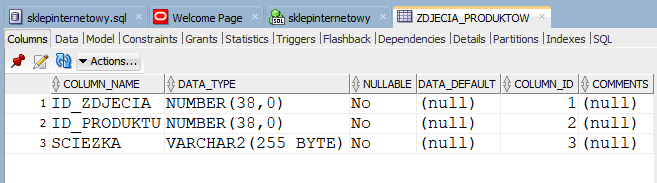 sklepinternetowy.sql Welcome Page sklepinternetowy ZDJECIA_PRODUKTOW
Columns Data Model Constraints Grants Statistics Triggers Flashback Dependencies Details Partitions Indexes SQL
Actions...
COLUMN_NAME DATA_TYPE NULLABLE DATA_DEFAULT COLUMN_ID COMMENTS
1 ID_ZDJECIA NUMBER(38,0) No (null) 1 (null)
2 ID_PRODUKTU NUMBER(38,0) No (null) 2 (null)
3 SCIEZKA VARCHAR2(255 BYTE) No (null) 3 (null)